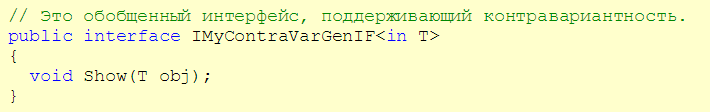 // Это обобщенный интерфейс, поддерживающий контравариантность.
public interface IMyContraVarGenIF<in T>
{
  void Show(T obj);
}